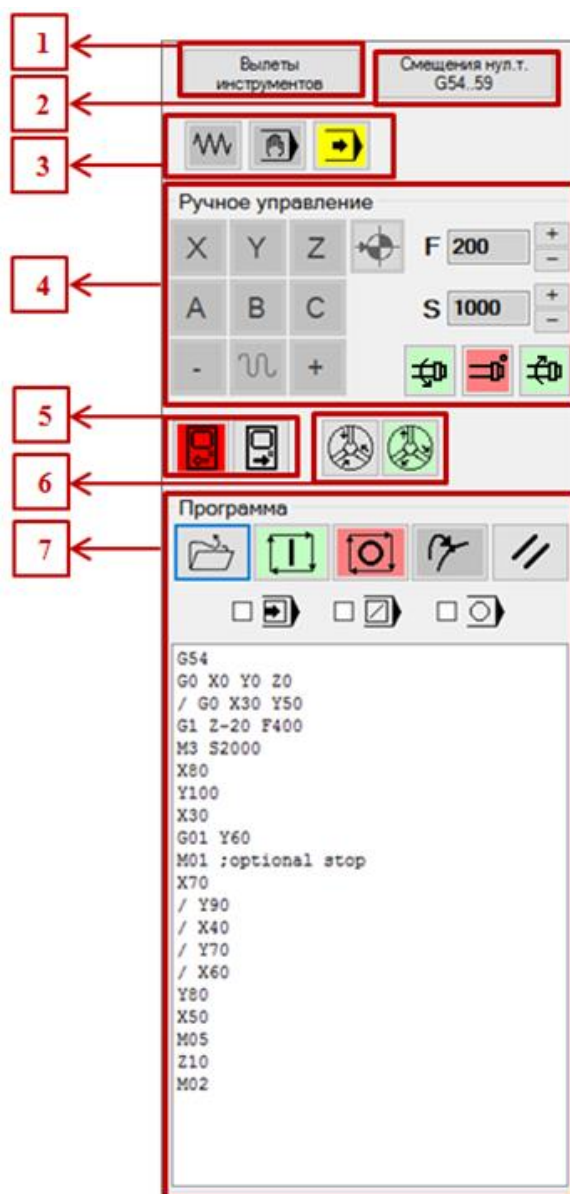 1
Вылеты
инструментов
Смещения нул.т.
G54..59
2
3
Ручное управление
X Y Z F 200 + -
4
A B C S 1000 + -
- +
5
6
Программа
7
G54
G0 X0 Y0 Z0
/ G0 X30 Y50
G1 Z-20 F400
M3 S2000
X80
Y100
X30
G01 Y60
M01 ;optional stop
X70
/ Y90
/ X40
/ Y70
/ X60
Y80
X50
M05
Z10
M02